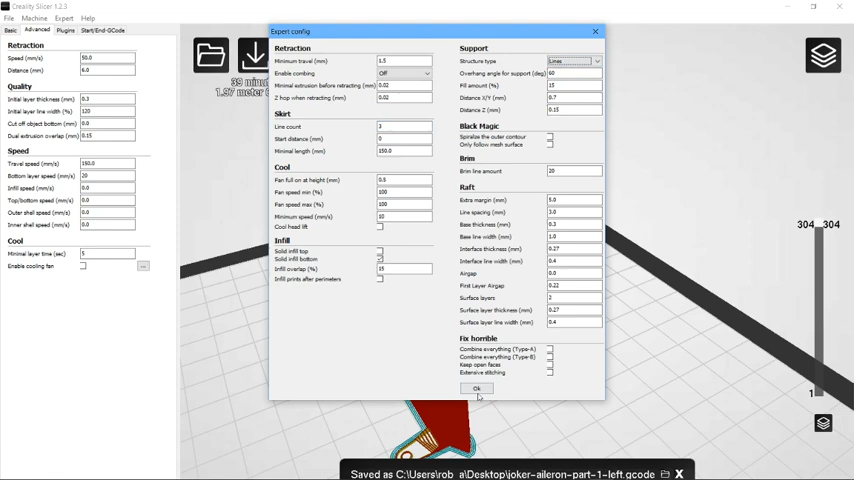 Creality Slicer 1.2.3
File Machine Expert Help
Basic Advanced Plugins Start/End-GCode
Retraction
Speed (mm/s) 50.0
Distance (mm) 6.0
Quality
Initial layer thickness (mm) 0.3
Initial layer line width (%) 120
Cut off object bottom (mm) 0.0
Dual extrusion overlap (mm) 0.15
Speed
Travel speed (mm/s) 150.0
Bottom layer speed (mm/s) 20
Infill speed (mm/s) 0.0
Top/bottom speed (mm/s) 0.0
Outer shell speed (mm/s) 0.0
Inner shell speed (mm/s) 0.0
Cool
Minimal layer time (sec) 5
Enable cooling fan ...
1.97 meter
Expert config
Retraction
Minimum travel (mm) 1.5
Enable combing Off
Minimal extrusion before retracting (mm) 0.02
Z hop when retracting (mm) 0.02
Skirt
Line count 3
Start distance (mm) 0
Minimal length (mm) 150.0
Cool
Fan full on at height (mm) 0.5
Fan speed min (%) 100
Fan speed max (%) 100
Minimum speed (mm/s) 10
Cool head lift
Infill
Solid infill top
Solid infill bottom
Infill overlap (%) 15
Infill prints after perimeters
Support
Structure type Lines
Overhang angle for support (deg) 60
Fill amount (%) 15
Distance X/Y (mm) 0.7
Distance Z (mm) 0.15
Black Magic
Spiralize the outer contour
Only follow mesh surface
Brim
Brim line amount 20
Raft
Extra margin (mm) 5.0
Line spacing (mm) 3.0
Base thickness (mm) 0.3
Base line width (mm) 1.0
Interface thickness (mm) 0.27
Interface line width (mm) 0.4
Airgap 0.0
First Layer Airgap 0.22
Surface layers 2
Surface layer thickness (mm) 0.27
Surface layer line width (mm) 0.4
Fix horrible
Combine everything (Type-A)
Combine everything (Type-B)
Keep open faces
Extensive stitching
Ok
304 304
1
Saved as C:\Users\rob_a\Desktop\joker-aileron-part-1-left.gcode X